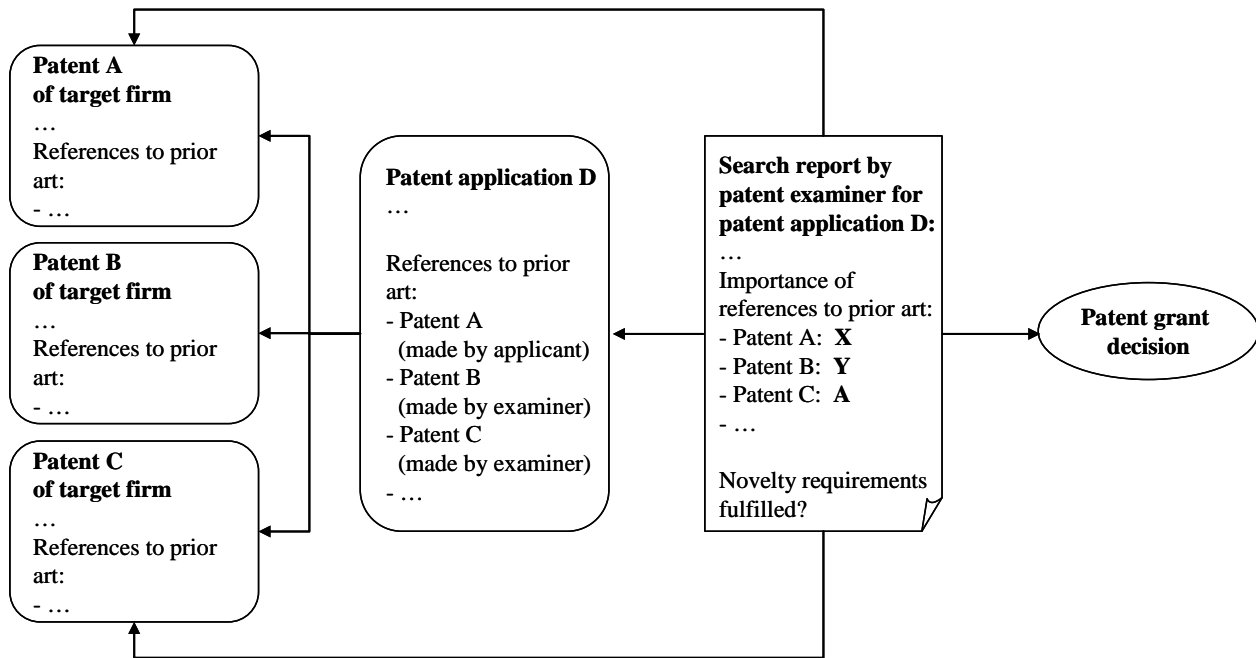 Patent A
of target firm
…
References to prior
art:
- …
Patent B
of target firm
…
References to prior
art:
- …
Patent C
of target firm
…
References to prior
art:
- …
Patent application D
…
References to prior
art:
- Patent A
(made by applicant)
- Patent B
(made by examiner)
- Patent C
(made by examiner)
- …
Search report by
patent examiner for
patent application D:
…
Importance of
references to prior art:
- Patent A: X
- Patent B: Y
- Patent C: A
- …
Novelty requirements
fulfilled?
Patent grant
decision